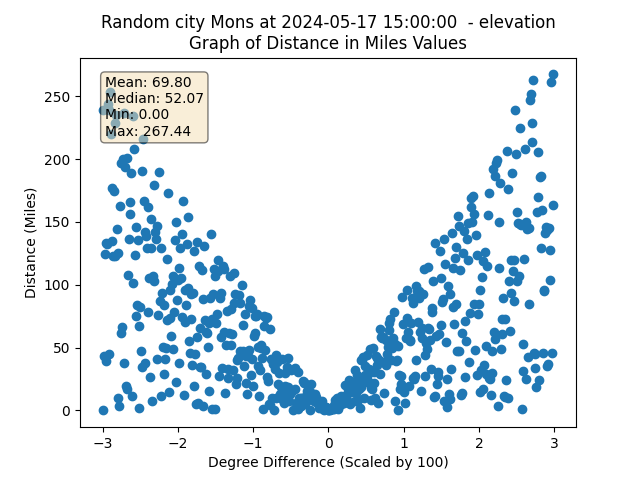 Random city Mons at 2024-05-17 15:00:00  - elevation
Graph of Distance in Miles Values
Mean: 69.80
Median: 52.07
Min: 0.00
Max: 267.44
Distance (Miles)
250
200
150
100
50
0
−3 −2 −1 0 1 2 3
Degree Difference (Scaled by 100)